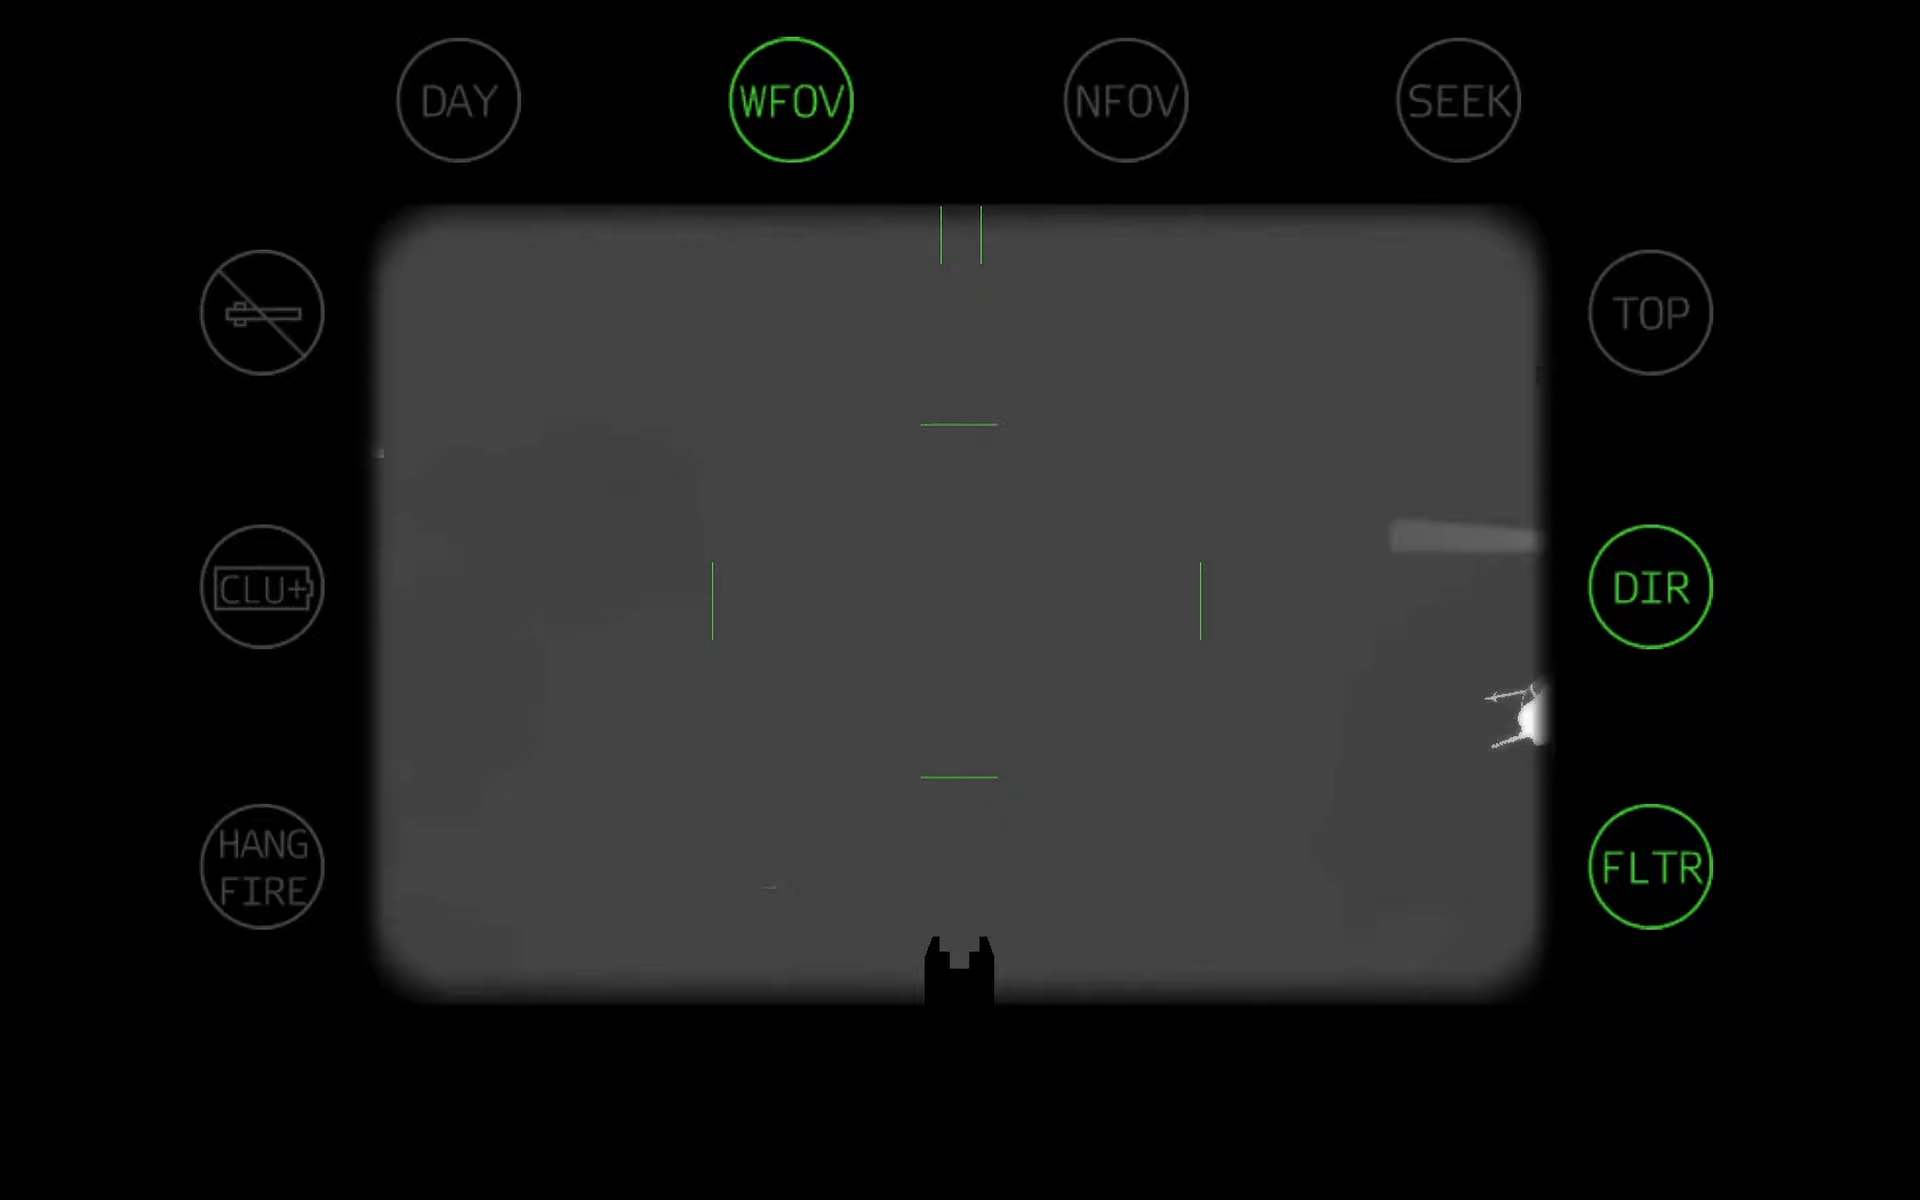 DAY
WFOV
NFOV
SEEK
TOP
CLU+
DIR
HANG
FIRE
FLTR